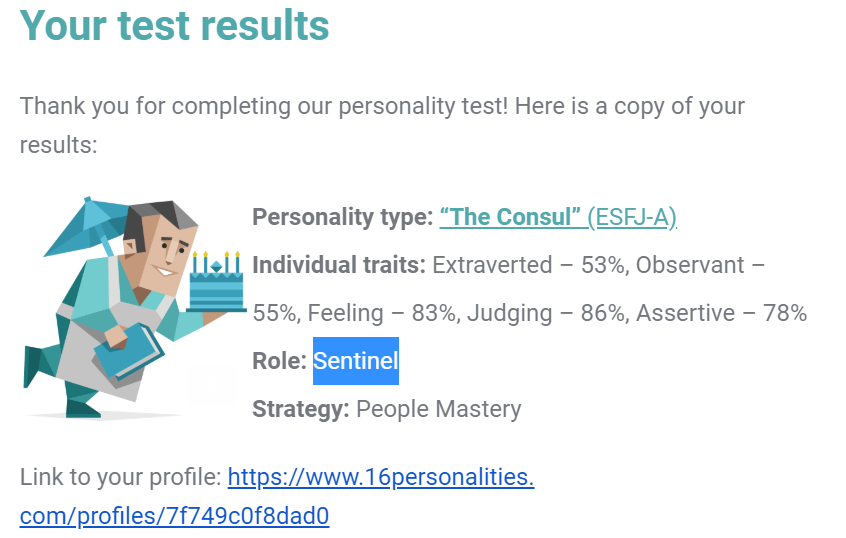 Your test results
Thank you for completing our personality test! Here is a copy of your
results:
Personality type: “The Consul” (ESFJ-A)
Individual traits: Extraverted – 53%, Observant –
55%, Feeling – 83%, Judging – 86%, Assertive – 78%
Role: Sentinel
Strategy: People Mastery
Link to your profile: https://www.16personalities.
com/profiles/7f749c0f8dad0